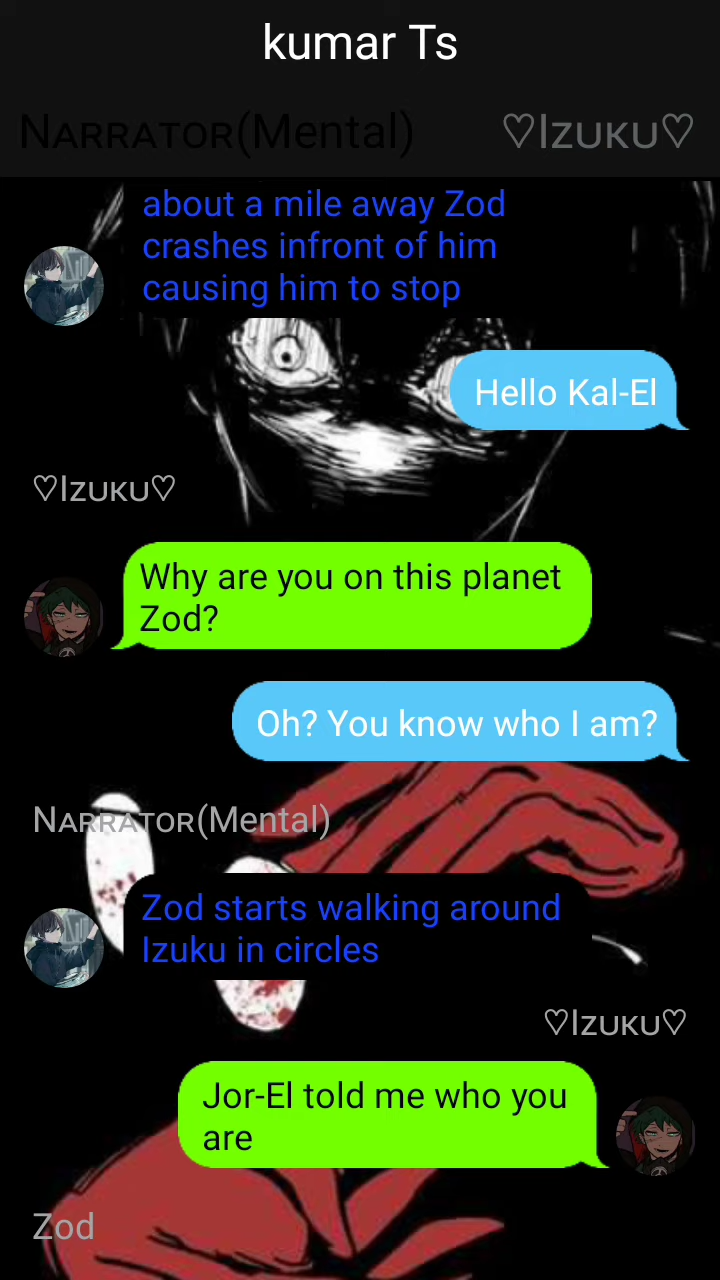 kumar Ts
Narrator(Mental) ♡Izuku♡
about a mile away Zod
crashes infront of him
causing him to stop
Hello Kal-El
♡Izuku♡
Why are you on this planet
Zod?
Oh? You know who I am?
Narrator(Mental)
Zod starts walking around
Izuku in circles
♡Izuku♡
Jor-El told me who you
are
Zod